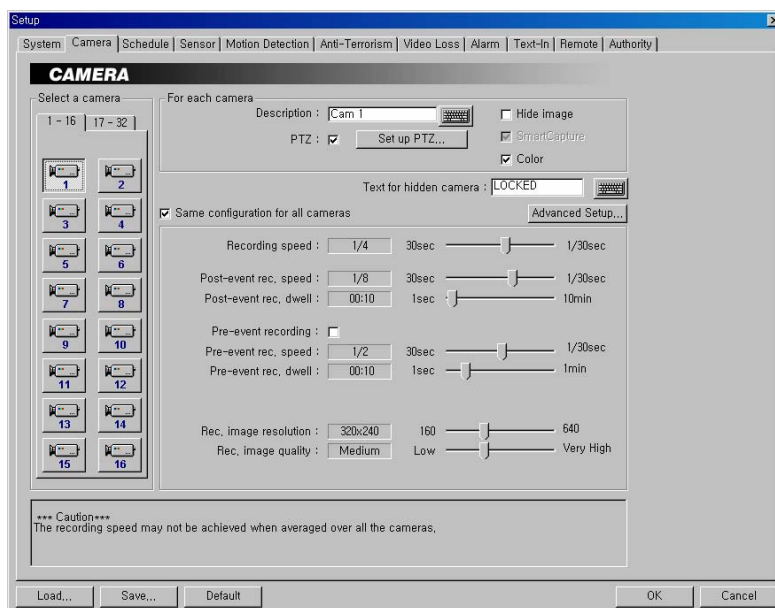 Setup
System Camera Schedule Sensor Motion Detection Anti-Terrorism Video Loss Alarm Text-In Remote Authority
CAMERA
Select a camera
1 - 16 17 - 32
1 2
3 4
5 6
7 8
9 10
11 12
13 14
15 16
For each camera
Description : Cam 1
Hide image
PTZ : Set up PTZ...
SmartCapture
Color
Text for hidden camera : LOCKED
Same configuration for all cameras
Advanced Setup...
Recording speed : 1/4 30sec 1/30sec
Post-event rec. speed : 1/8 30sec 1/30sec
Post-event rec. dwell : 00:10 1sec 10min
Pre-event recording :
Pre-event rec. speed : 1/2 30sec 1/30sec
Pre-event rec. dwell : 00:10 1sec 1min
Rec. image resolution : 320x240 160 640
Rec. image quality : Medium Low Very High
*** Caution***
The recording speed may not be achieved when averaged over all the cameras.
Load... Save... Default OK Cancel